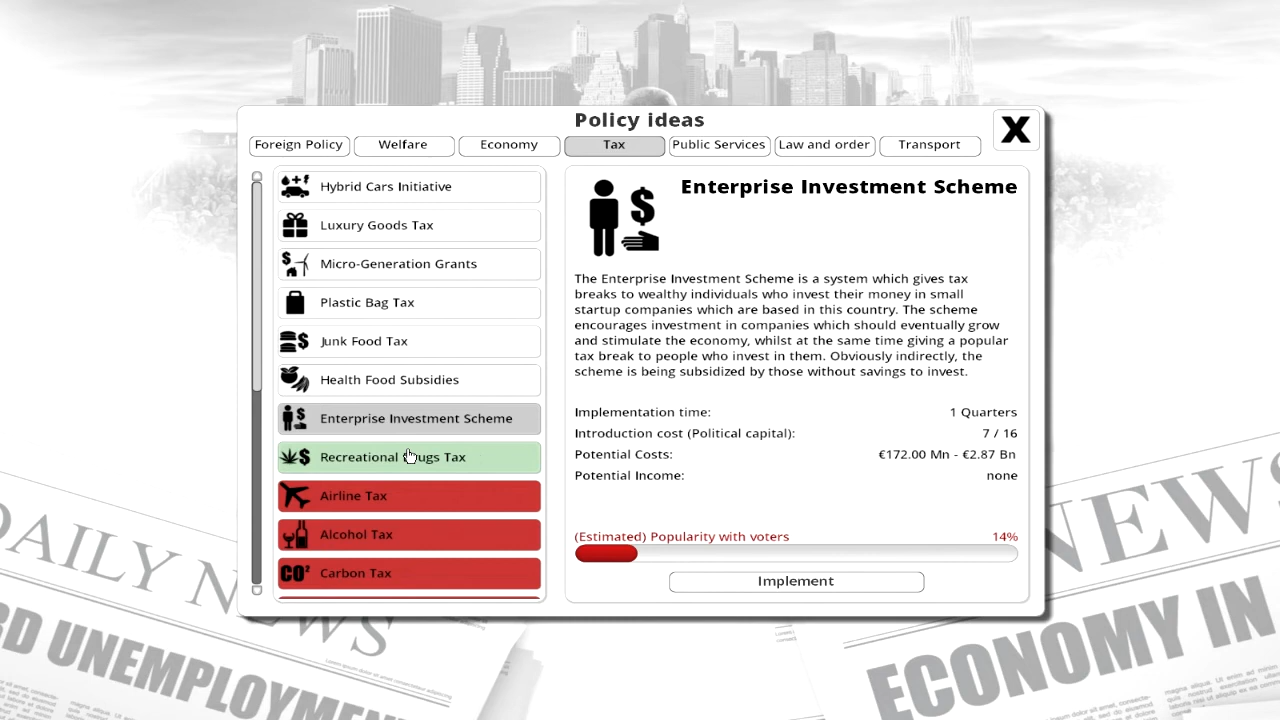 Policy ideas
X
Foreign Policy
Welfare
Economy
Tax
Public Services
Law and order
Transport
Hybrid Cars Initiative
Luxury Goods Tax
Micro-Generation Grants
Plastic Bag Tax
Junk Food Tax
Health Food Subsidies
Enterprise Investment Scheme
Recreational Drugs Tax
Airline Tax
Alcohol Tax
CO² Carbon Tax
Enterprise Investment Scheme
The Enterprise Investment Scheme is a system which gives tax
breaks to wealthy individuals who invest their money in small
startup companies which are based in this country. The scheme
encourages investment in companies which should eventually grow
and stimulate the economy, whilst at the same time giving a popular
tax break to people who invest in them. Obviously indirectly, the
scheme is being subsidized by those without savings to invest.
Implementation time: 1 Quarters
Introduction cost (Political capital): 7 / 16
Potential Costs: €172.00 Mn - €2.87 Bn
Potential Income: none
(Estimated) Popularity with voters 14%
Implement
DAILY NEWS
RD UNEMPLOYMEN
NEWS
ECONOMY IN